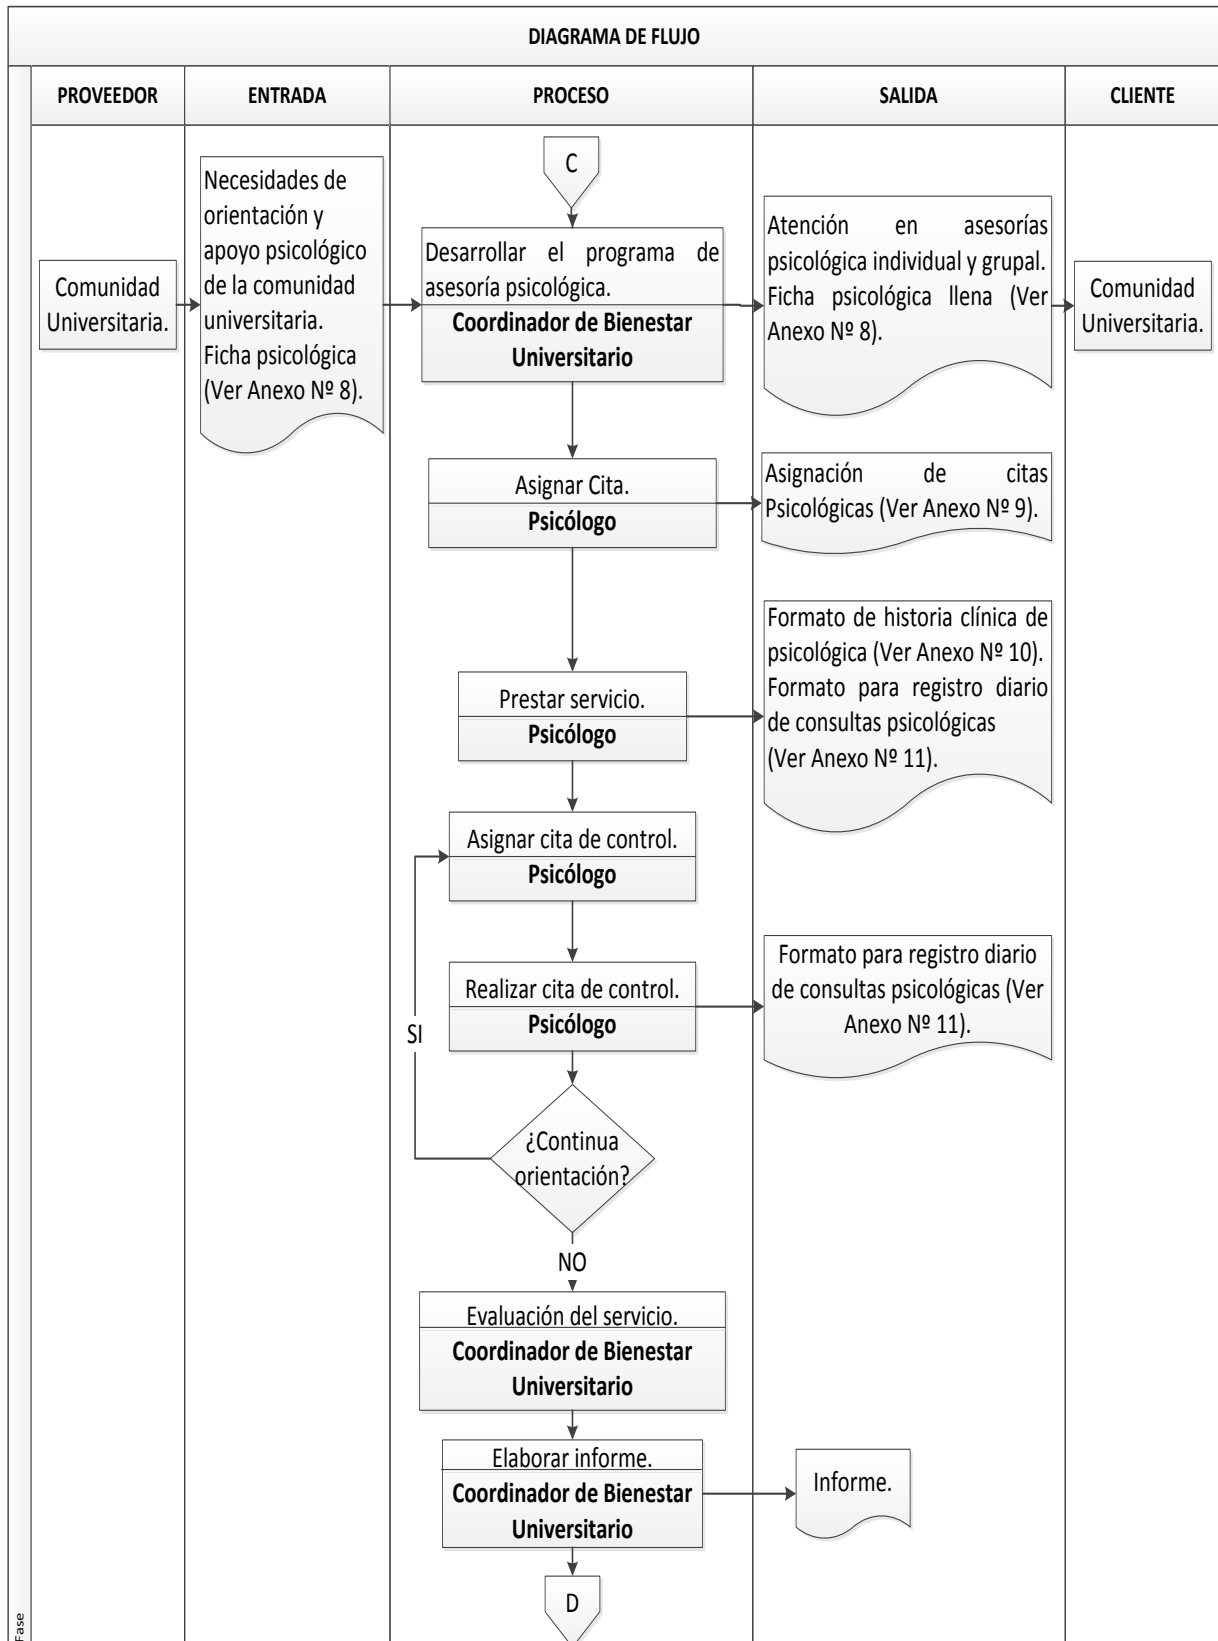 DIAGRAMA DE FLUJO
PROVEEDOR
ENTRADA
PROCESO
SALIDA
CLIENTE
C
Comunidad
Universitaria.
Necesidades de
orientación y
apoyo psicológico
de la comunidad
universitaria.
Ficha psicológica
(Ver Anexo Nº 8).
Desarrollar el programa de
asesoría psicológica.
Coordinador de Bienestar
Universitario
Atención en asesorías
psicológica individual y grupal.
Ficha psicológica llena (Ver
Anexo Nº 8).
Comunidad
Universitaria.
Asignar Cita.
Psicólogo
Asignación de citas
Psicológicas (Ver Anexo Nº 9).
Prestar servicio.
Psicólogo
Formato de historia clínica de
psicológica (Ver Anexo Nº 10).
Formato para registro diario
de consultas psicológicas
(Ver Anexo Nº 11).
Asignar cita de control.
Psicólogo
Realizar cita de control.
Psicólogo
Formato para registro diario
de consultas psicológicas (Ver
Anexo Nº 11).
SI
¿Continua
orientación?
NO
Evaluación del servicio.
Coordinador de Bienestar
Universitario
Elaborar informe.
Coordinador de Bienestar
Universitario
Informe.
D
Fase